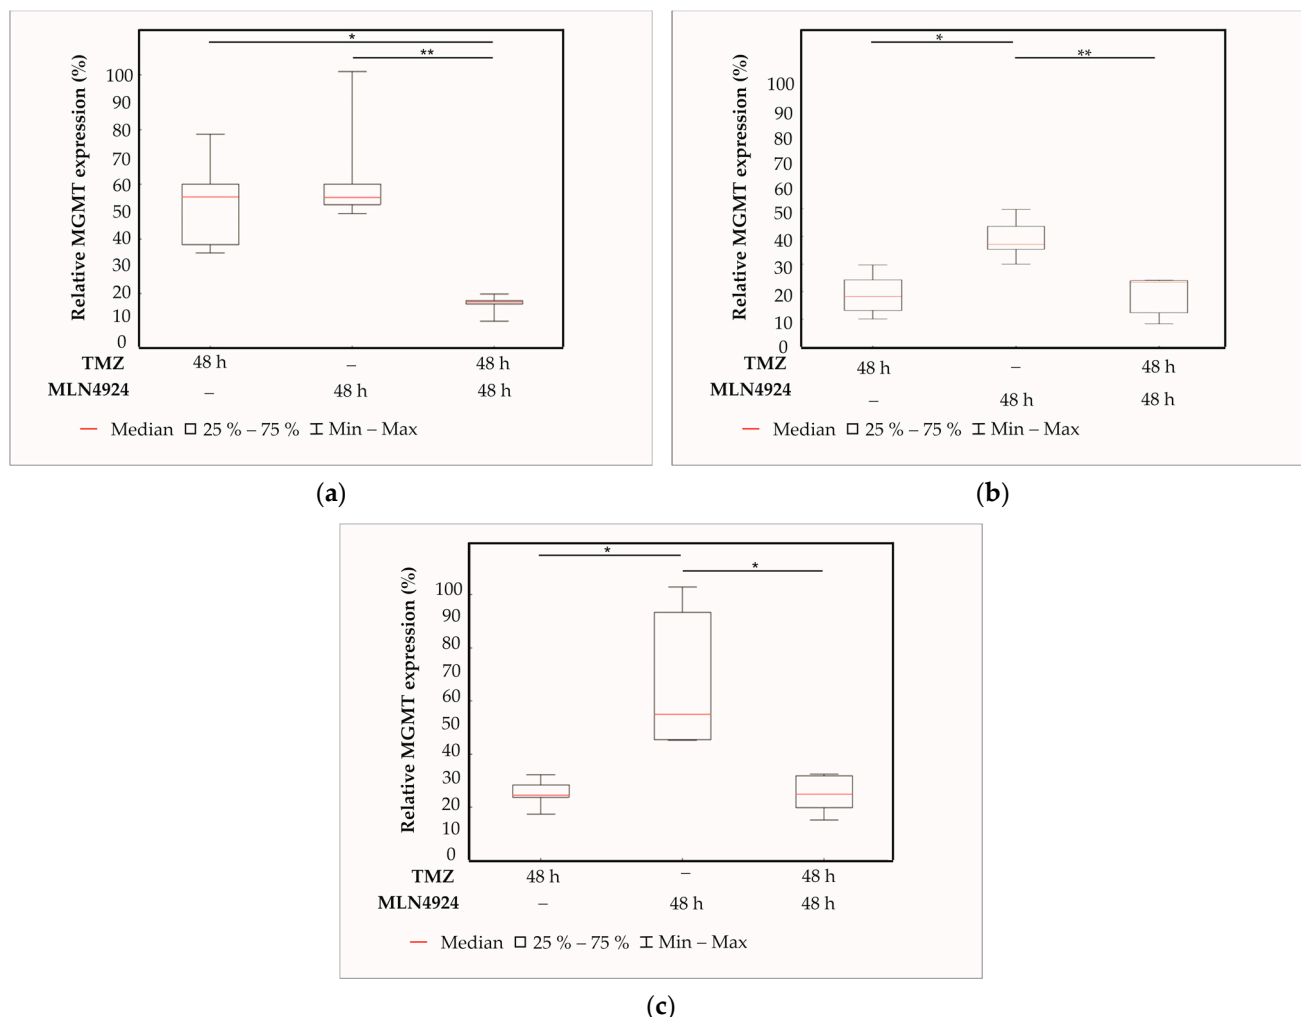 *
**
Relative MGMT expression (%)
100
90
80
70
60
50
40
30
20
10
0
TMZ 48 h – 48 h
MLN4924 – 48 h 48 h
Median 25 % – 75 % Min – Max
(a)
*
**
Relative MGMT expression (%)
100
90
80
70
60
50
40
30
20
10
0
TMZ 48 h – 48 h
MLN4924 – 48 h 48 h
Median 25 % – 75 % Min – Max
(b)
*
*
Relative MGMT expression (%)
100
90
80
70
60
50
40
30
20
10
0
TMZ 48 h – 48 h
MLN4924 – 48 h 48 h
Median 25 % – 75 % Min – Max
(c)